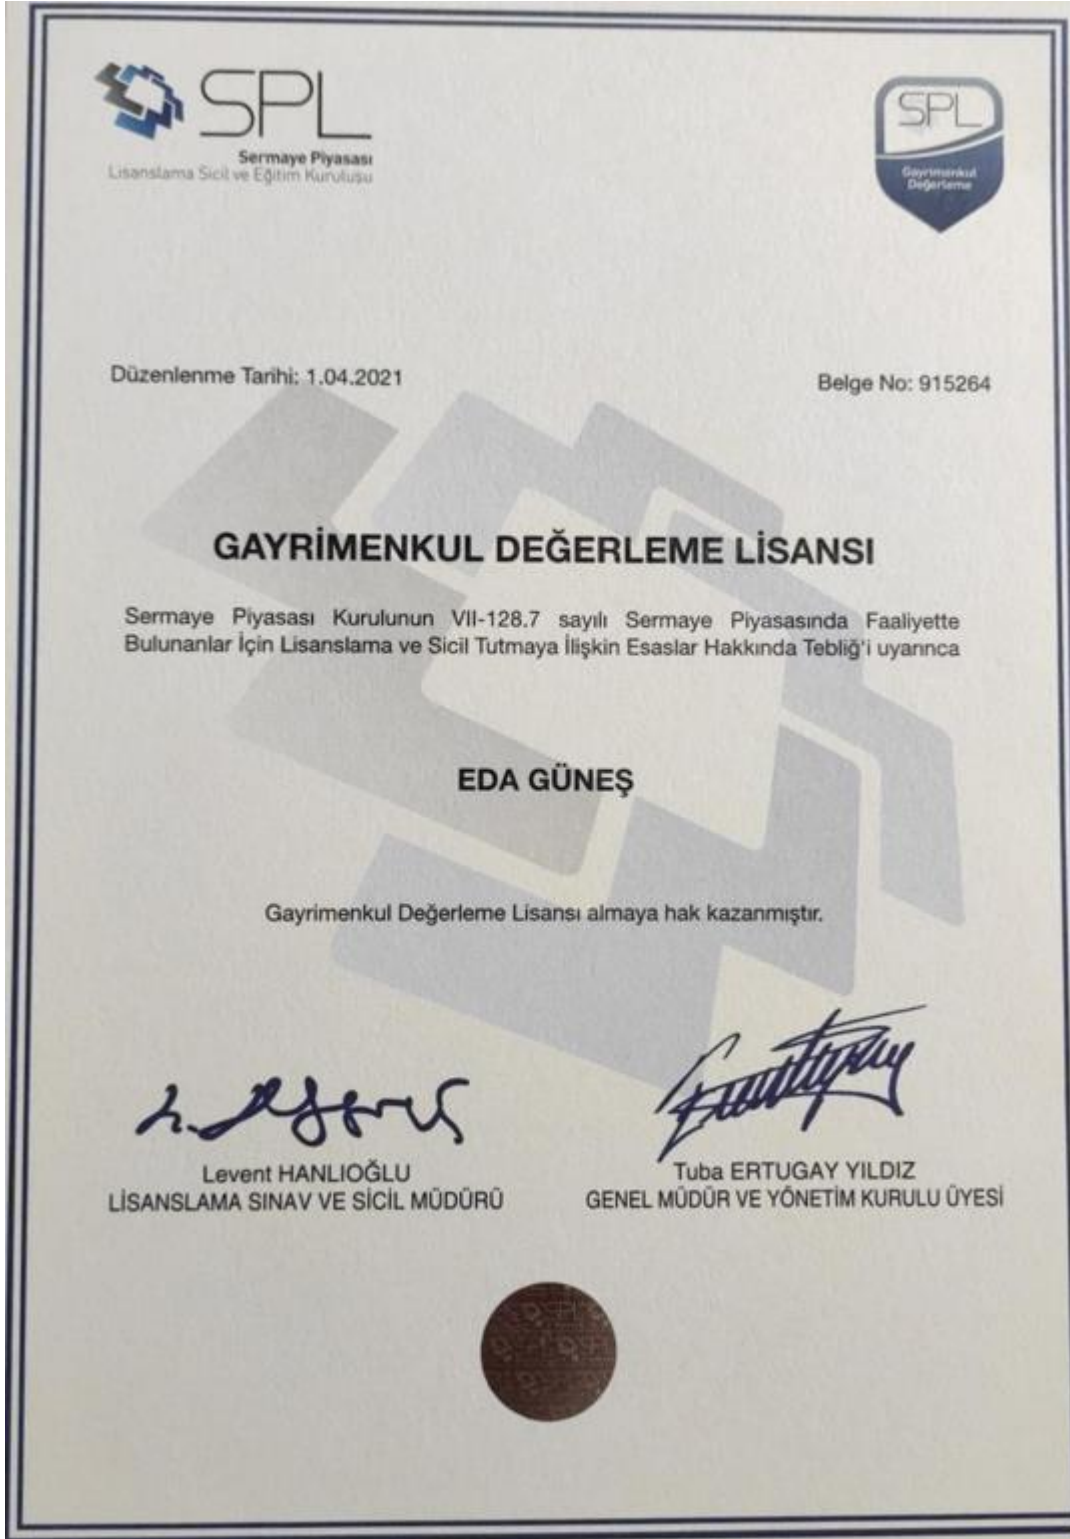 SPL
Sermaye Piyasası
Lisanslama Sicil ve Eğitim Kuruluşu
SPL
Gayrimenkul
Değerleme
Düzenlenme Tarihi: 1.04.2021
Belge No: 915264
GAYRİMENKUL DEĞERLEME LİSANSI
Sermaye Piyasası Kurulunun VII-128.7 sayılı Sermaye Piyasasında Faaliyette
Bulunanlar İçin Lisanslama ve Sicil Tutmaya İlişkin Esaslar Hakkında Tebliğ'i uyarınca
EDA GÜNEŞ
Gayrimenkul Değerleme Lisansı almaya hak kazanmıştır.
Levent HANLIOĞLU
LİSANSLAMA SINAV VE SİCİL MÜDÜRÜ
Tuba ERTUGAY YILDIZ
GENEL MÜDÜR VE YÖNETİM KURULU ÜYESİ
SPL